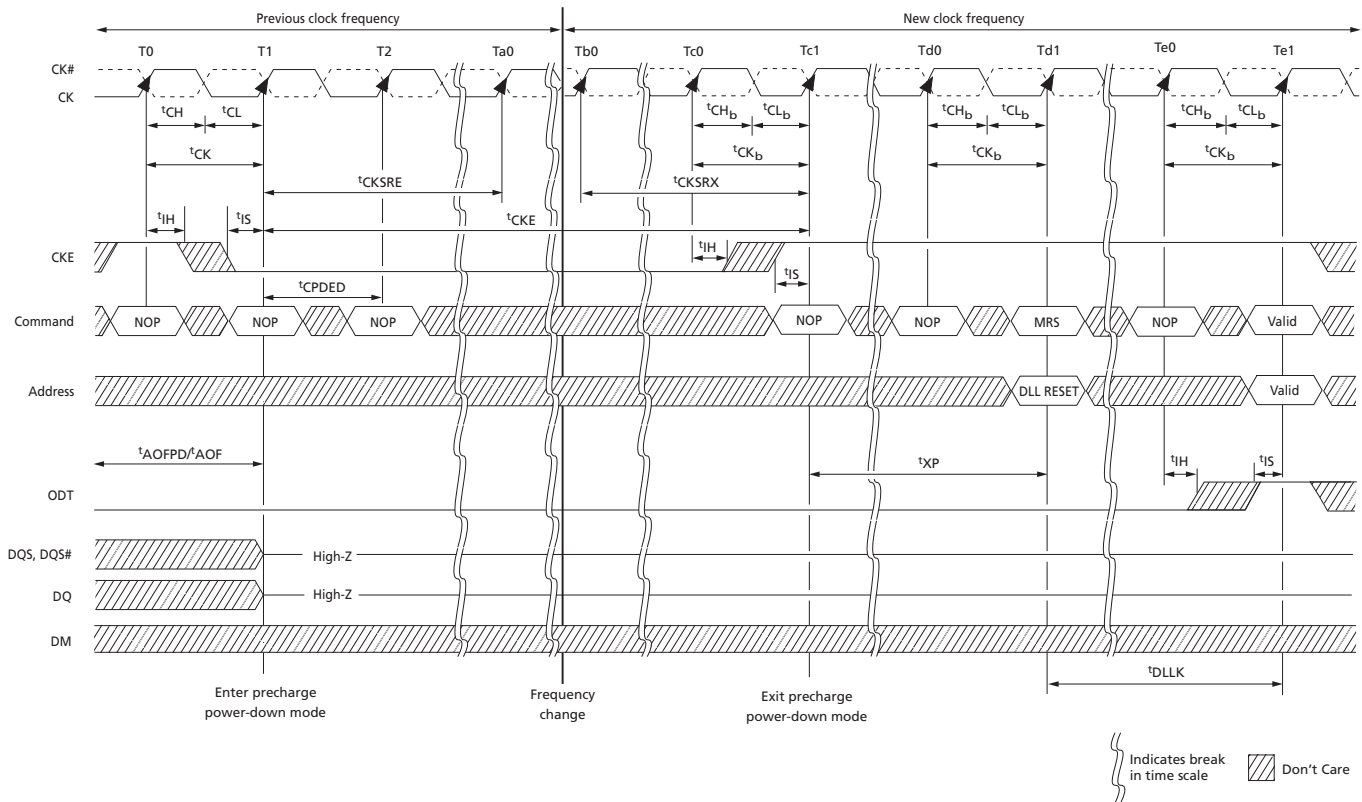 Previous clock frequency New clock frequency
T0 T1 T2 Ta0 Tb0 Tc0 Tc1 Td0 Td1 Te0 Te1
CK#
CK
tCH tCL tCHb tCLb tCHb tCLb tCHb tCLb
tCK tCKb tCKb tCKb
tCKSRE tCKSRX
tIH tIS tCKE
CKE tIH
tIS
tCPDED
Command NOP NOP NOP NOP NOP MRS NOP Valid
Address DLL RESET Valid
tAOFPD/tAOF tXP tIH tIS
ODT
DQS, DQS# High-Z
DQ High-Z
DM
tDLLK
Enter precharge
power-down mode
Frequency
change
Exit precharge
power-down mode
Indicates break
in time scale
Don't Care